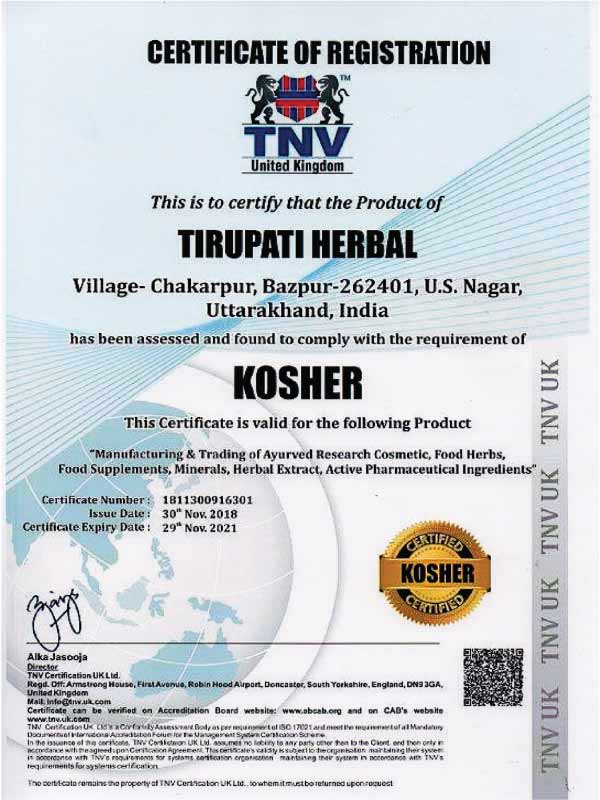 CERTIFICATE OF REGISTRATION
TM
TNV
United Kingdom
This is to certify that the Product of
TIRUPATI HERBAL
Village- Chakarpur, Bazpur-262401, U.S. Nagar,
Uttarakhand, India
has been assessed and found to comply with the requirement of
KOSHER
This Certificate is valid for the following Product
"Manufacturing & Trading of Ayurved Research Cosmetic, Food Herbs,
Food Supplements, Minerals, Herbal Extract, Active Pharmaceutical Ingredients"
Certificate Number : 1811300916301
Issue Date : 30th Nov. 2018
Certificate Expiry Date : 29th Nov. 2021
CERTIFIED
KOSHER
CERTIFIED
TNV UK
TNV UK
TNV UK
TNV UK
Alka Jasooja
Director
TNV Certification UK Ltd.
Regd. Off: Armstrong House, First Avenue, Robin Hood Airport, Doncaster, South Yorkshire, England, DN9 3GA,
United Kingdom
Mail: info@tnv.uk.com
Certificate can be verified on Accreditation Board website: www.abcab.org and on CAB's website
www.tnv.uk.com
TNV Certification UK Ltd is a Conformity Assessment Body as per requirement of ISO 17021 and meet the requirement of all Mandatory
Documents of International Accreditation Forum for the Management System Certification Scheme.
In the issuance of this certificate, TNV Certification UK Ltd. assumes no liability to any party other then to the Client, and then only in
accordance with the agreed upon Certification Agreement. This certificate's validity is subject to the organisation maintaining their system
in accordance with TNV's requirements for systems certification organisation maintaining their system in accordance with TNV's
requirements for systems certification.
The certificate remains the property of TNV Certification UK Ltd., to whom it must be returned upon request